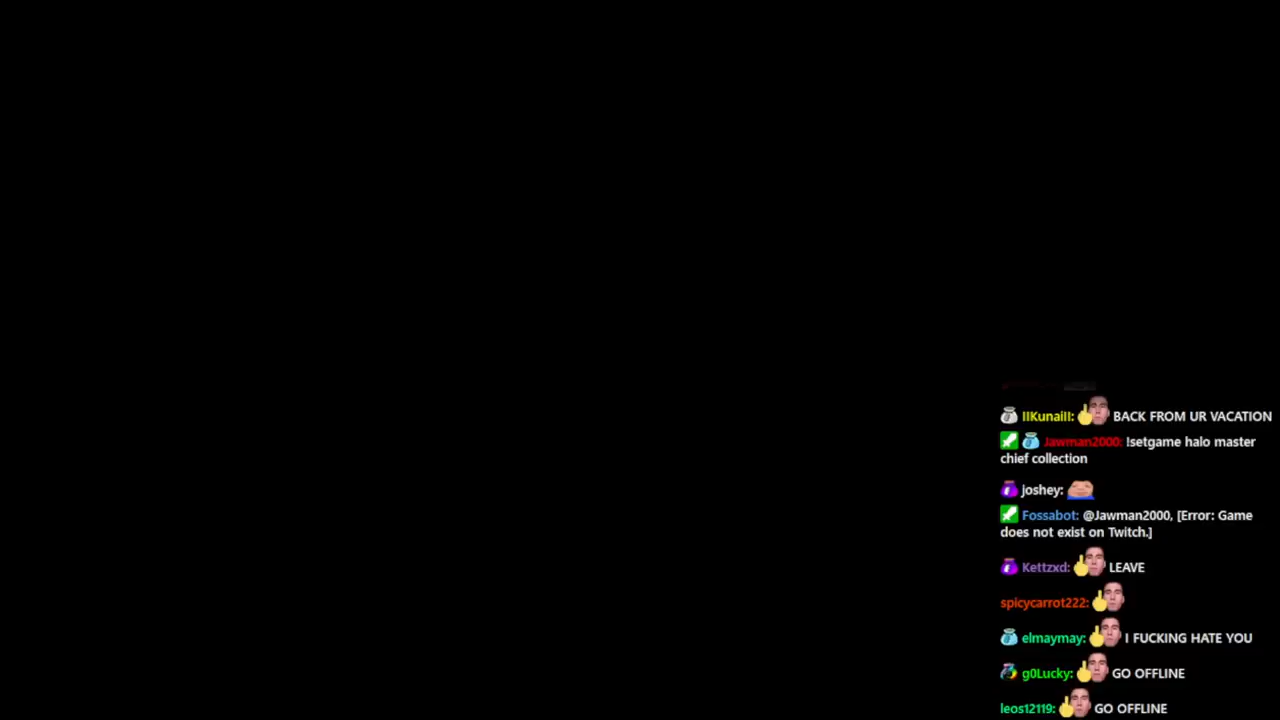 IIKunaiII: BACK FROM UR VACATION
Jawman2000: !setgame halo master
chief collection
joshey:
Fossabot: @Jawman2000, [Error: Game
does not exist on Twitch.]
Kettzxd: LEAVE
spicycarrot222:
elmaymay: I FUCKING HATE YOU
g0Lucky: GO OFFLINE
leos12119: GO OFFLINE